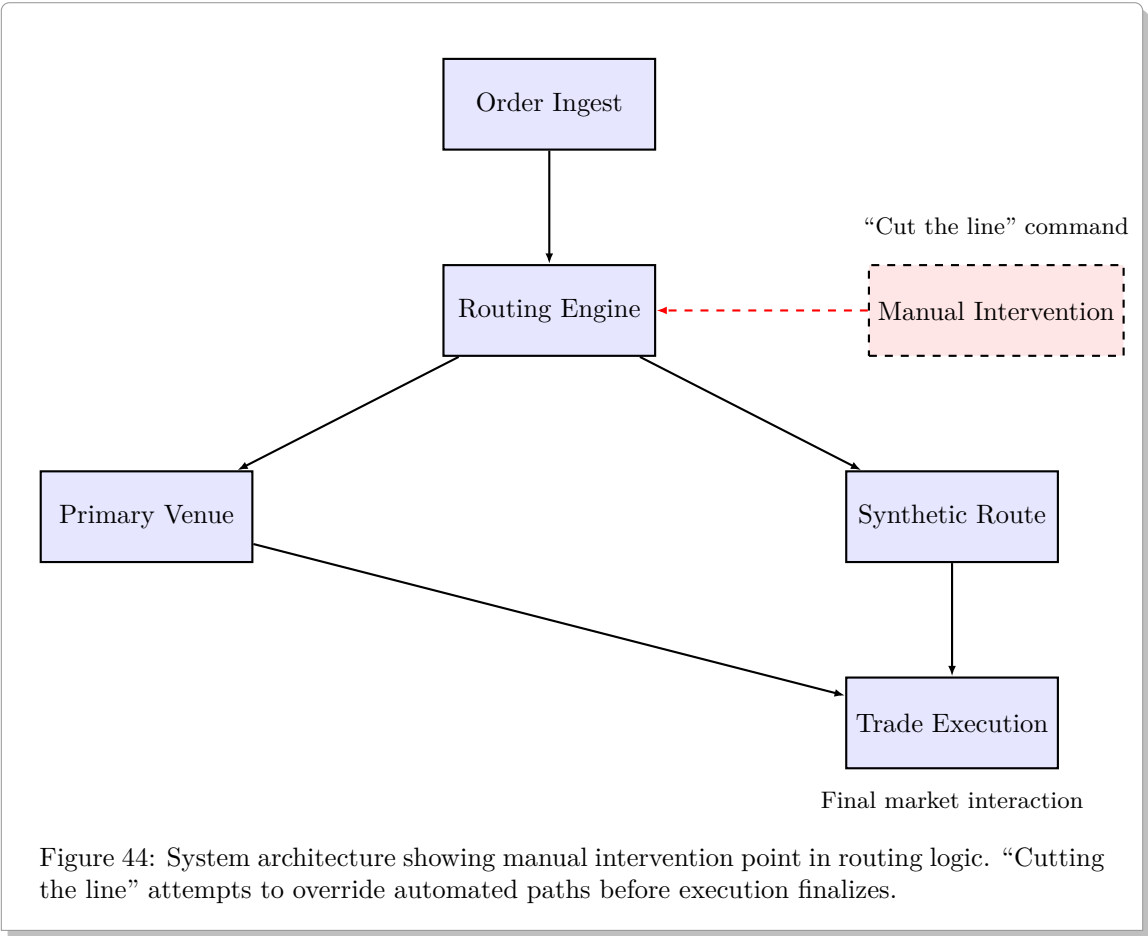 Order Ingest
“Cut the line” command
Routing Engine
Manual Intervention
Primary Venue
Synthetic Route
Trade Execution
Final market interaction
Figure 44: System architecture showing manual intervention point in routing logic. “Cutting
the line” attempts to override automated paths before execution finalizes.